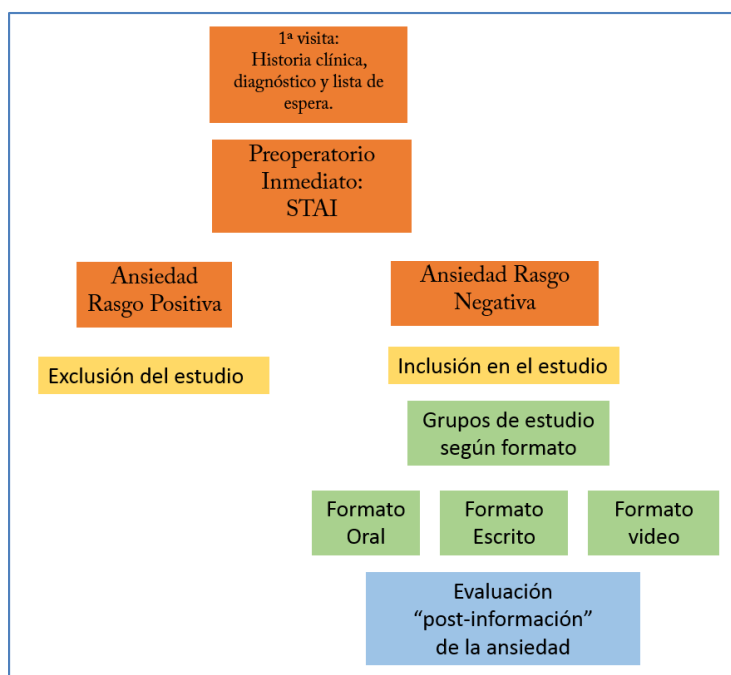 1ª visita:
Historia clínica,
diagnóstico y lista de
espera.
Preoperatorio
Inmediato:
STAI
Ansiedad
Rasgo Positiva
Ansiedad Rasgo
Negativa
Exclusión del estudio
Inclusión en el estudio
Grupos de estudio
según formato
Formato
Oral
Formato
Escrito
Formato
video
Evaluación
“post-información”
de la ansiedad